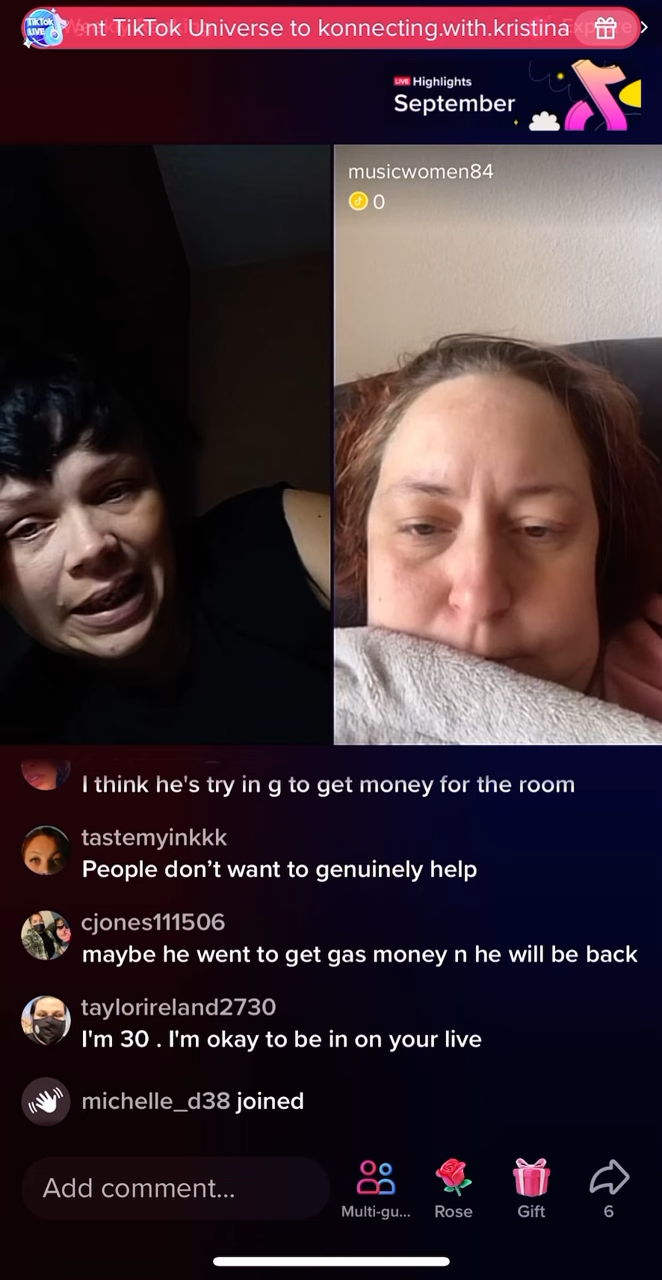 TikTok
LIVE
nt TikTok Universe to konnecting.with.kristina
LIVE Highlights
September
musicwomen84
0
I think he's try in g to get money for the room
tastemyinkkk
People don’t want to genuinely help
cjones111506
maybe he went to get gas money n he will be back
taylorireland2730
I'm 30 . I'm okay to be in on your live
michelle_d38 joined
Add comment...
Multi-gu...
Rose
Gift
6